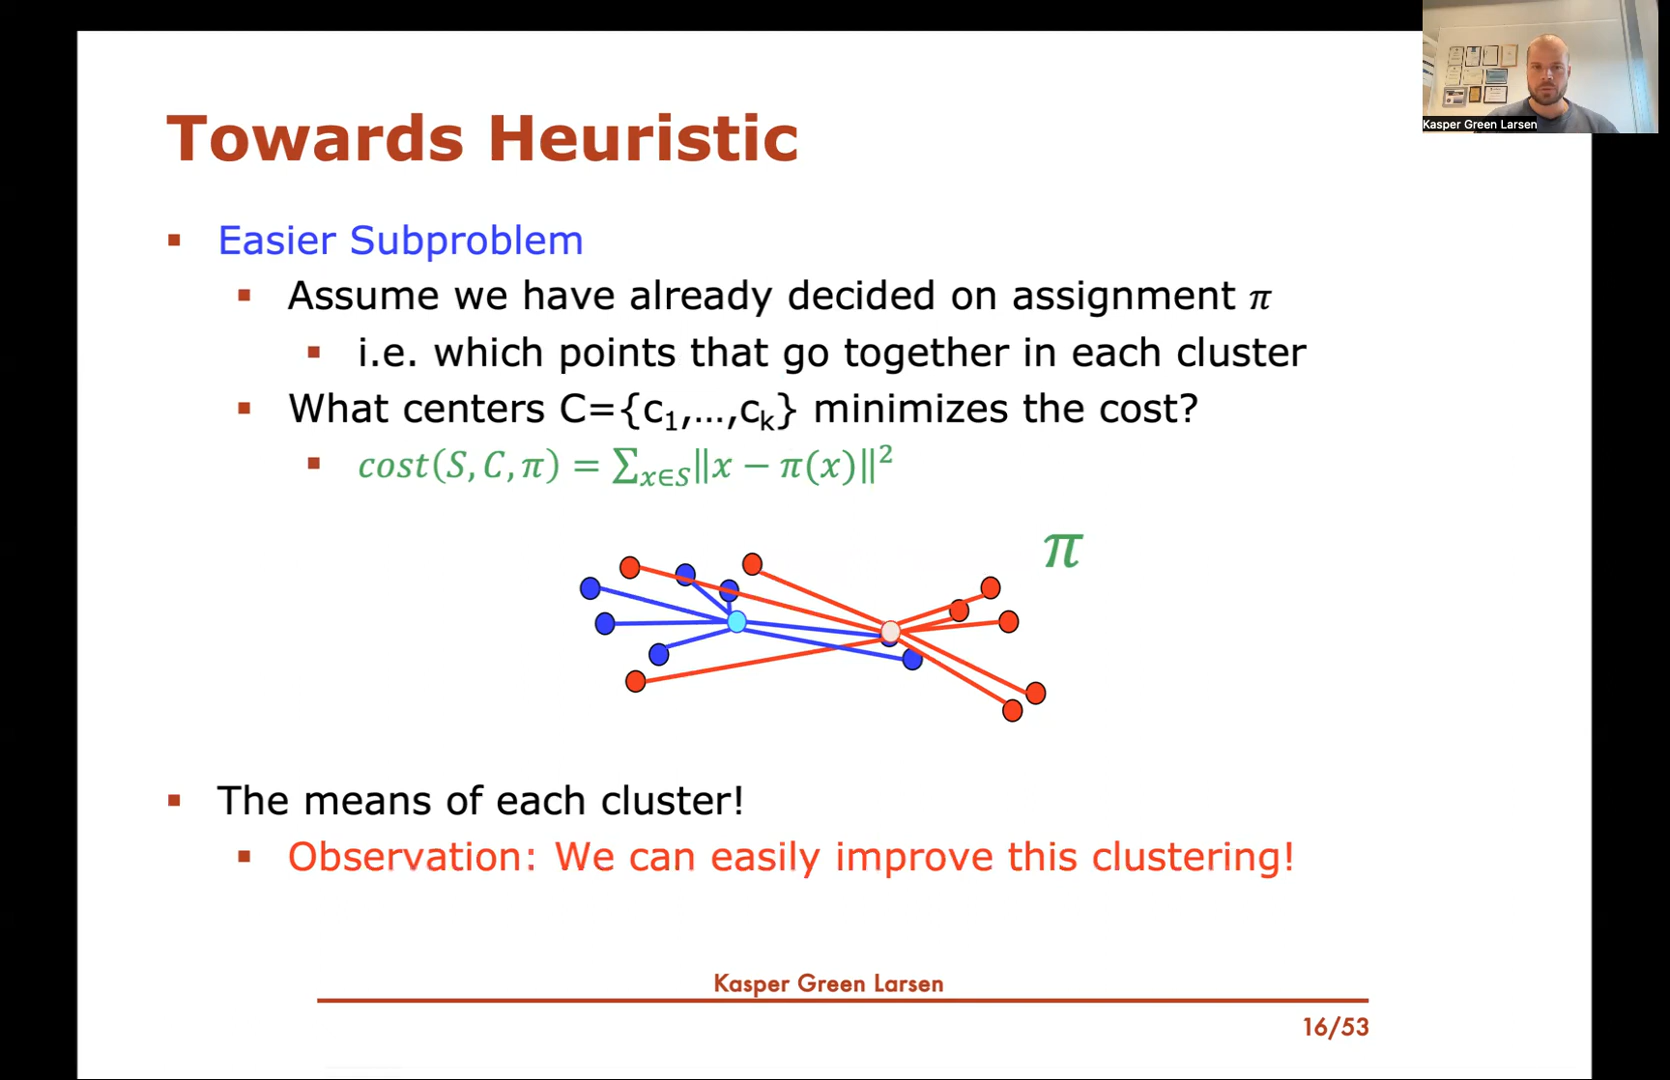 Kasper Green Larsen
Towards Heuristic
▪ Easier Subproblem
▪ Assume we have already decided on assignment π
▪ i.e. which points that go together in each cluster
▪ What centers C={c₁,…,cₖ} minimizes the cost?
▪ cost(S, C, π) = ∑ₓ∈S‖x − π(x)‖²
π
▪ The means of each cluster!
▪ Observation: We can easily improve this clustering!
Kasper Green Larsen
16/53